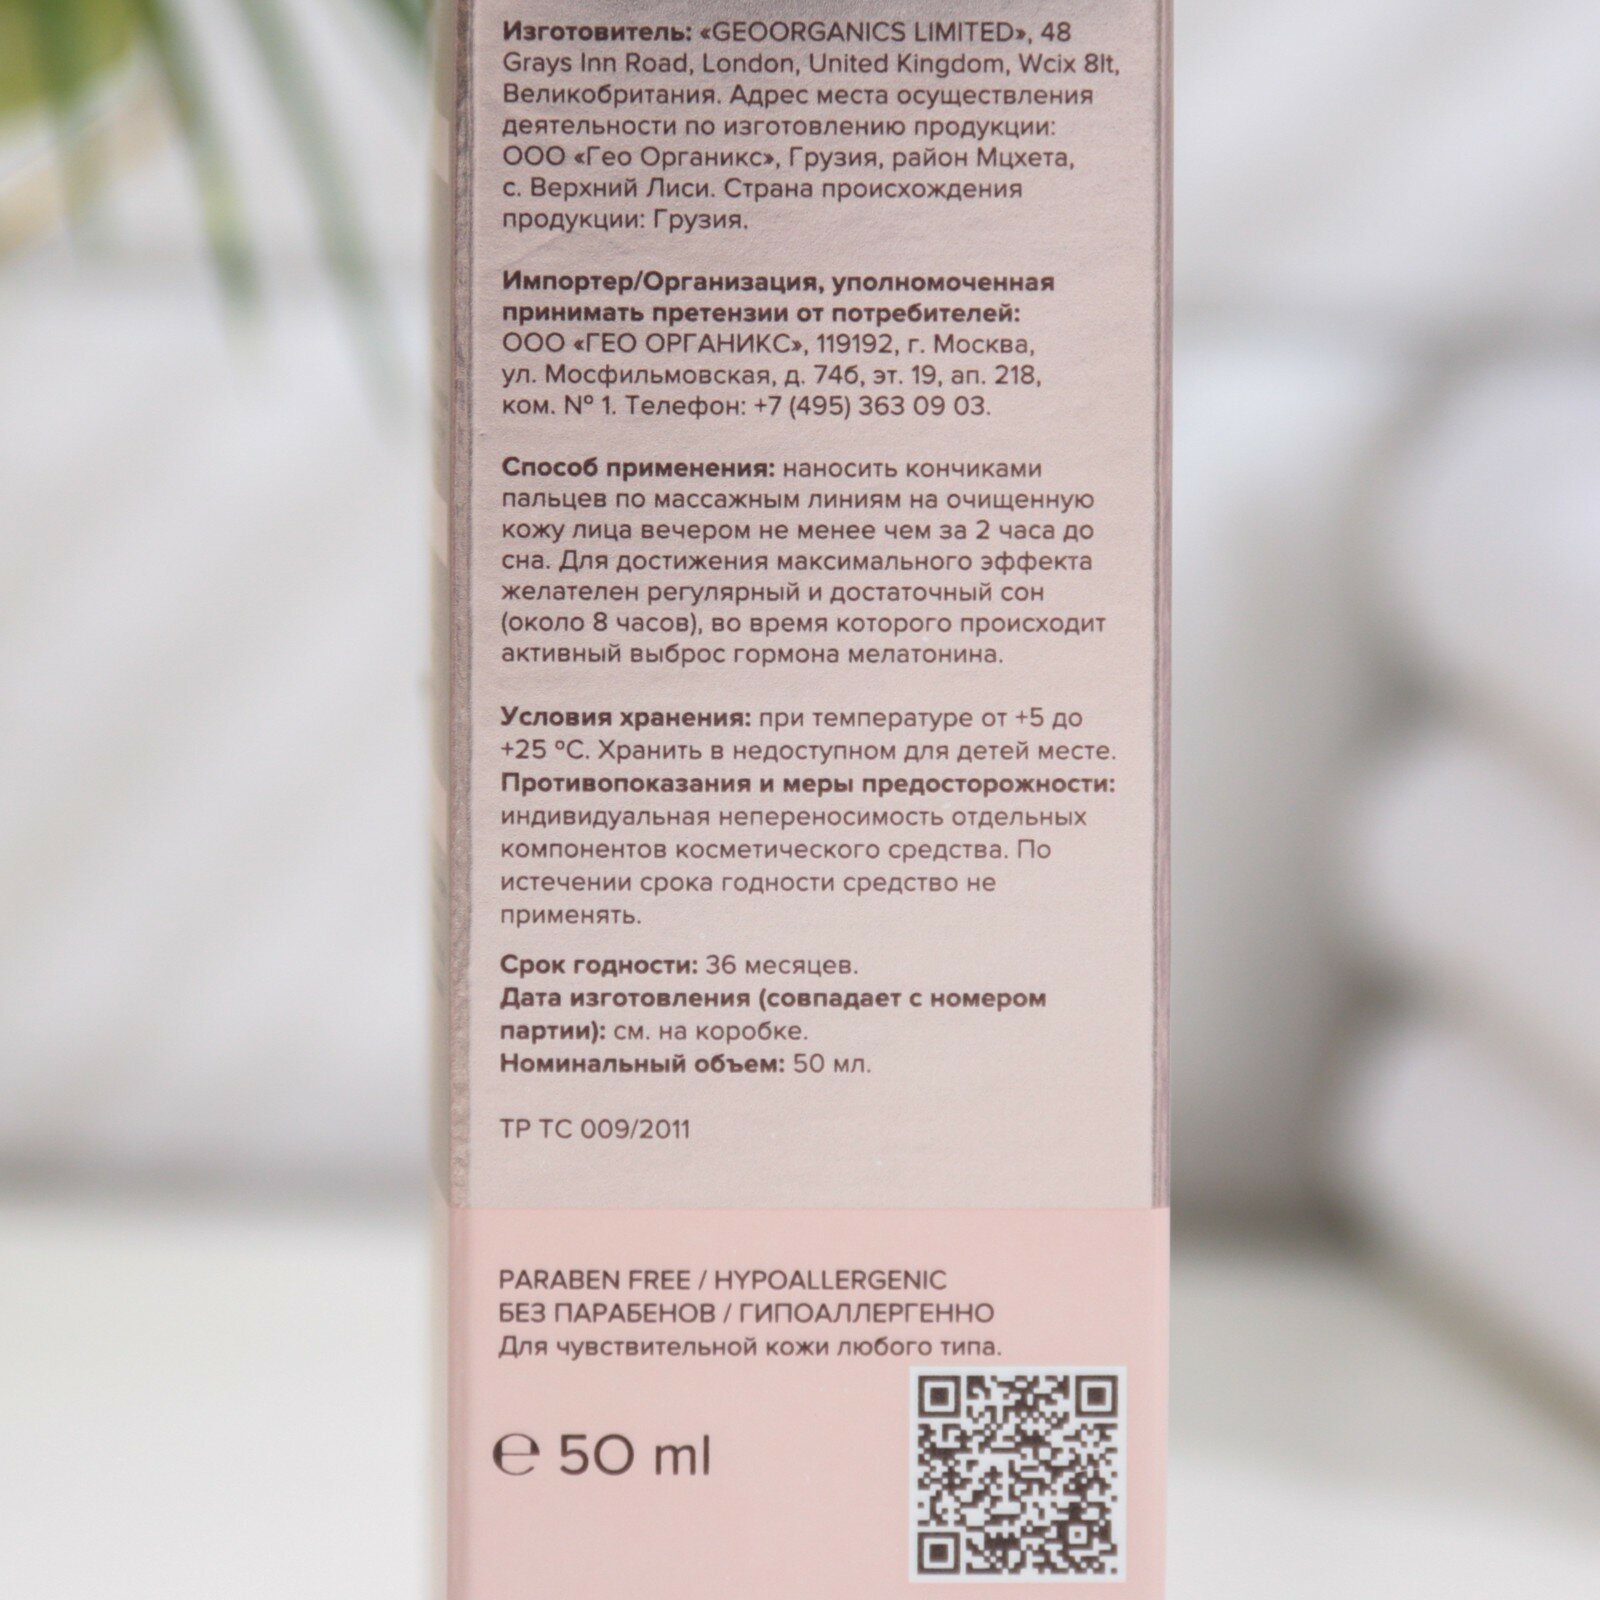 Изготовитель: «GEOORGANICS LIMITED», 48
Grays Inn Road, London, United Kingdom, Wcix 8lt,
Великобритания. Адрес места осуществления
деятельности по изготовлению продукции:
ООО «Гео Органикс», Грузия, район Мцхета,
с. Верхний Лиси. Страна происхождения
продукции: Грузия.
Импортер/Организация, уполномоченная
принимать претензии от потребителей:
ООО «ГЕО ОРГАНИКС», 119192, г. Москва,
ул. Мосфильмовская, д. 74б, эт. 19, ап. 218,
ком. № 1. Телефон: +7 (495) 363 09 03.
Способ применения: наносить кончиками
пальцев по массажным линиям на очищенную
кожу лица вечером не менее чем за 2 часа до
сна. Для достижения максимального эффекта
желателен регулярный и достаточный сон
(около 8 часов), во время которого происходит
активный выброс гормона мелатонина.
Условия хранения: при температуре от +5 до
+25 ºС. Хранить в недоступном для детей месте.
Противопоказания и меры предосторожности:
индивидуальная непереносимость отдельных
компонентов косметического средства. По
истечении срока годности средство не
применять.
Срок годности: 36 месяцев.
Дата изготовления (совпадает с номером
партии): см. на коробке.
Номинальный объем: 50 мл.
ТР ТС 009/2011
PARABEN FREE / HYPOALLERGENIC
БЕЗ ПАРАБЕНОВ / ГИПОАЛЛЕРГЕННО
Для чувствительной кожи любого типа.
℮ 50 ml